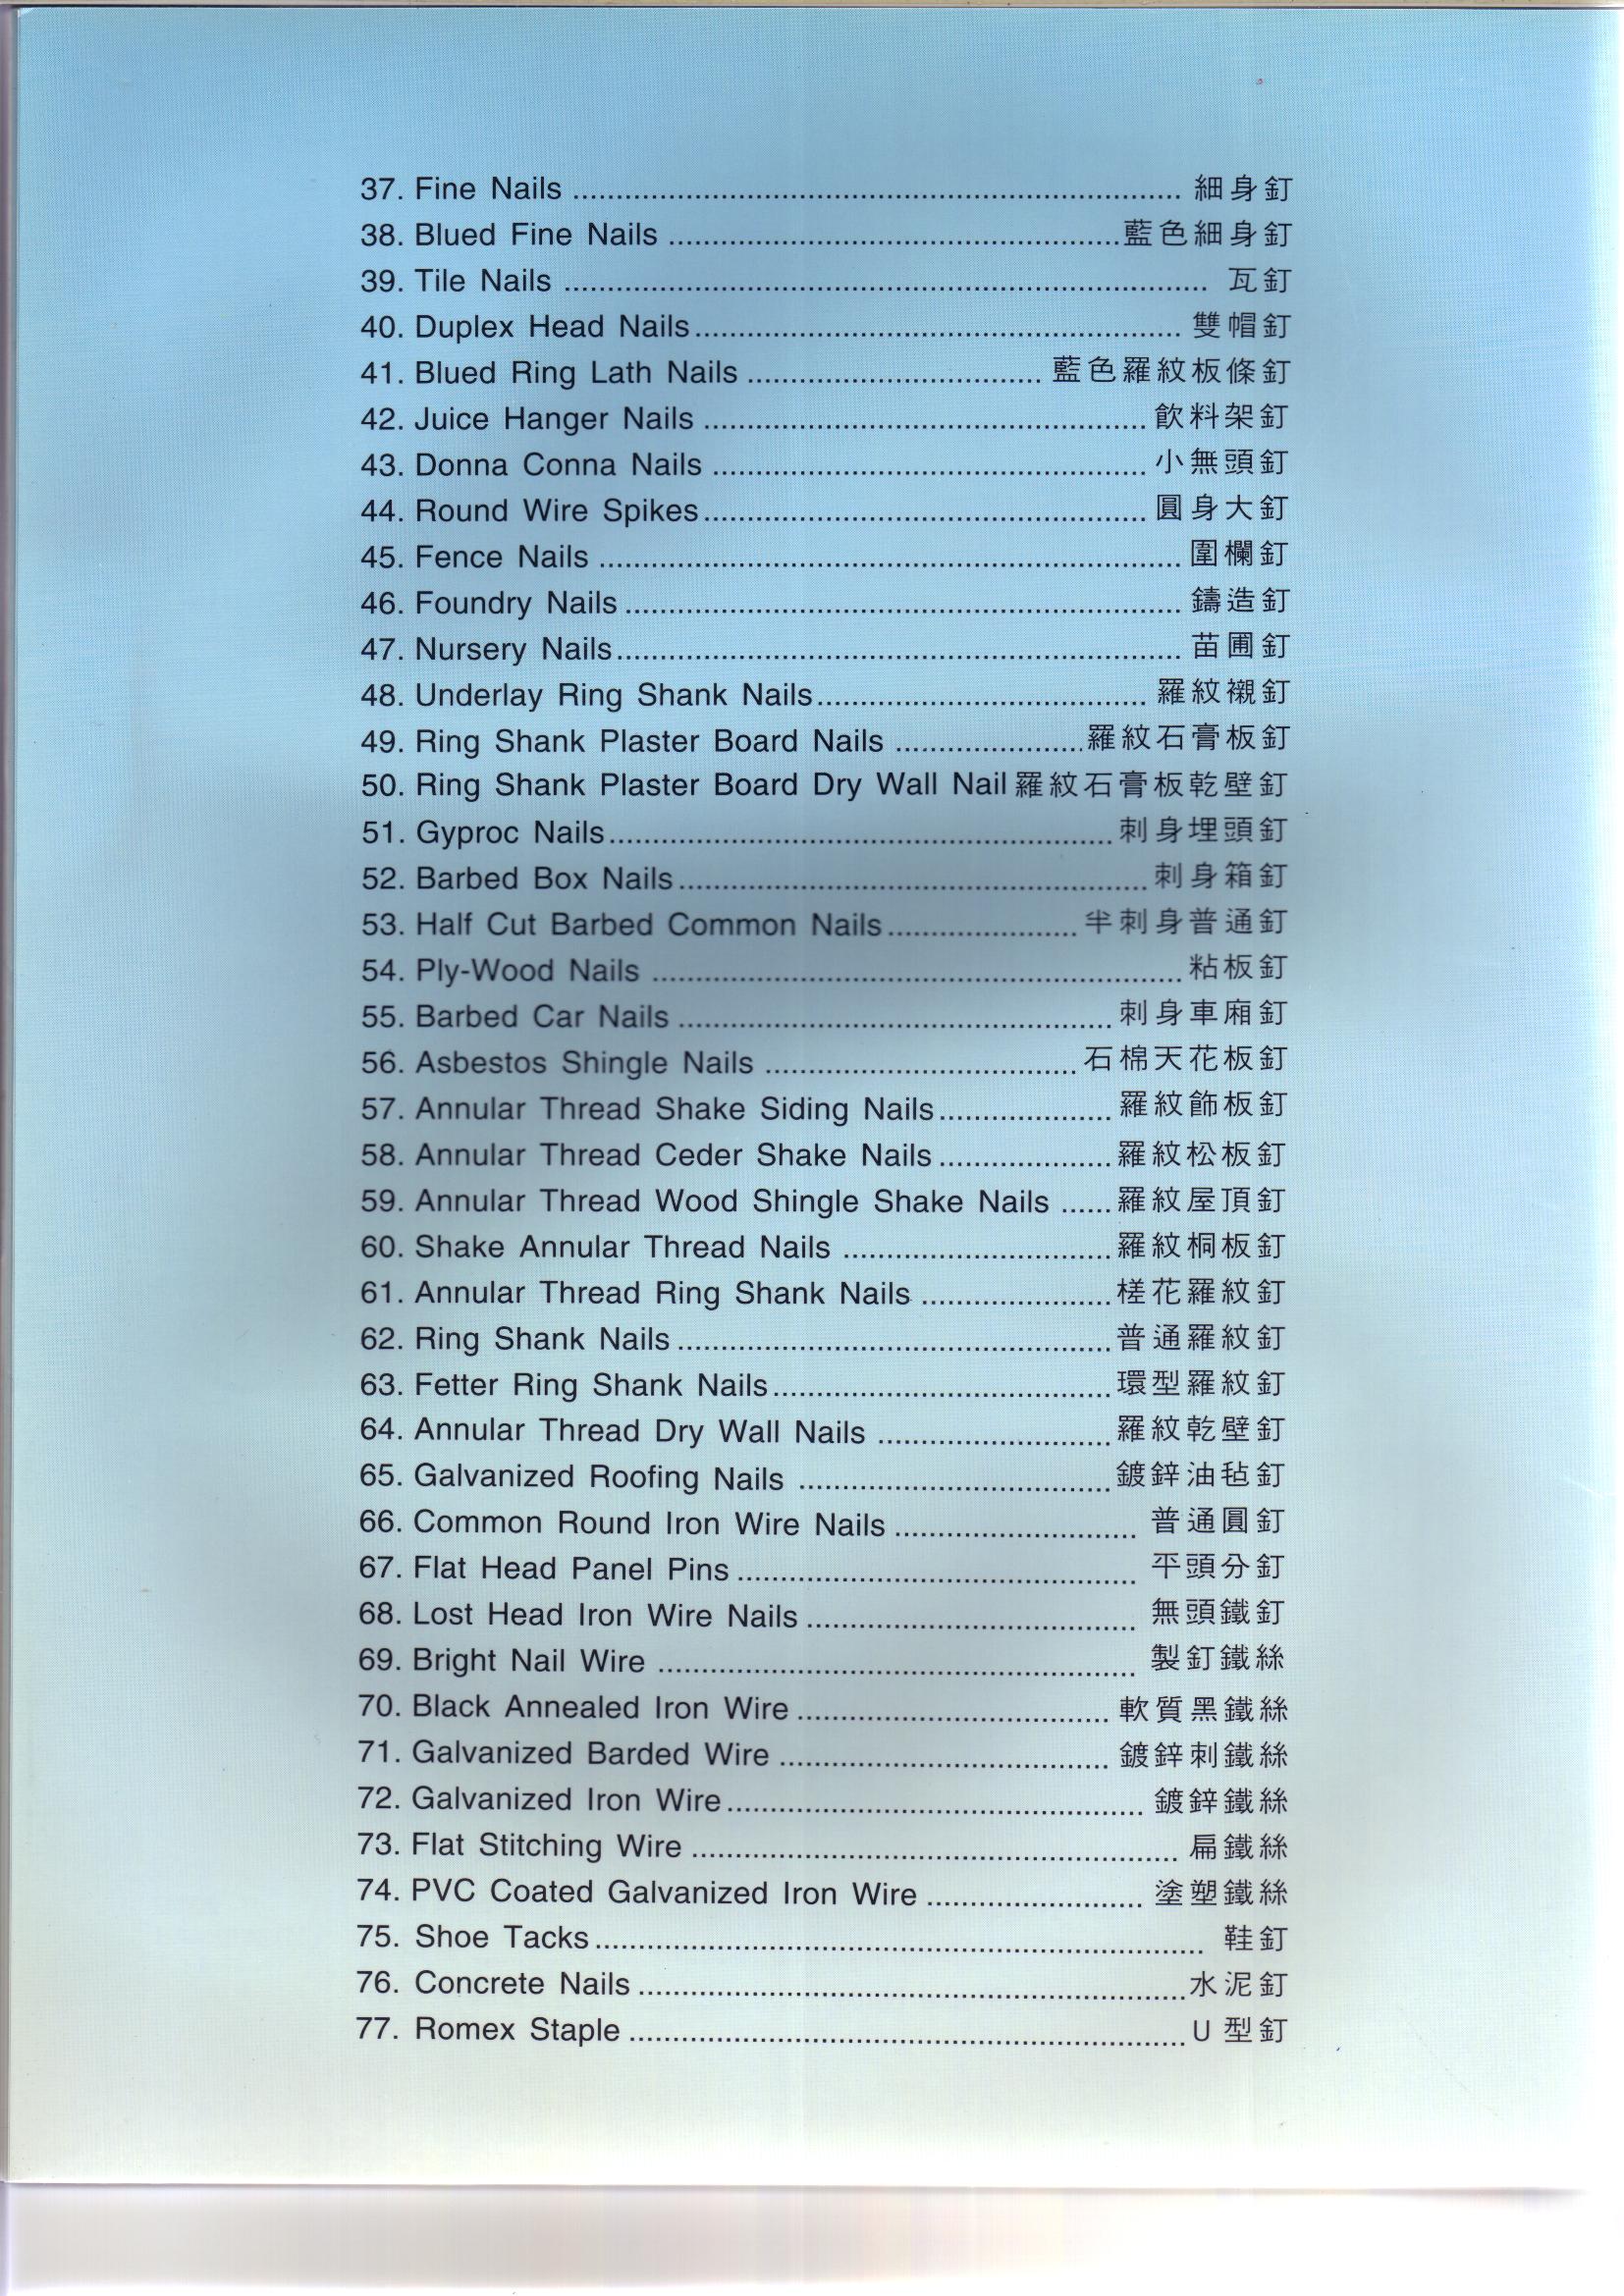 37. Fine Nails ........ 細身釘
38. Blued Fine Nails ........ 藍色細身釘
39. Tile Nails ........ 瓦釘
40. Duplex Head Nails ........ 雙帽釘
41. Blued Ring Lath Nails ........ 藍色羅紋板條釘
42. Juice Hanger Nails ........ 飲料架釘
43. Donna Conna Nails ........ 小無頭釘
44. Round Wire Spikes ........ 圓身大釘
45. Fence Nails ........ 圍欄釘
46. Foundry Nails ........ 鑄造釘
47. Nursery Nails ........ 苗圃釘
48. Underlay Ring Shank Nails ........ 羅紋襯釘
49. Ring Shank Plaster Board Nails ........ 羅紋石膏板釘
50. Ring Shank Plaster Board Dry Wall Nail 羅紋石膏板乾壁釘
51. Gyproc Nails ........ 刺身埋頭釘
52. Barbed Box Nails ........ 刺身箱釘
53. Half Cut Barbed Common Nails ........ 半刺身普通釘
54. Ply-Wood Nails ........ 粘板釘
55. Barbed Car Nails ........ 刺身車廂釘
56. Asbestos Shingle Nails ........ 石棉天花板釘
57. Annular Thread Shake Siding Nails ........ 羅紋飾板釘
58. Annular Thread Ceder Shake Nails ........ 羅紋松板釘
59. Annular Thread Wood Shingle Shake Nails ...... 羅紋屋頂釘
60. Shake Annular Thread Nails ........ 羅紋桐板釘
61. Annular Thread Ring Shank Nails ........ 槎花羅紋釘
62. Ring Shank Nails ........ 普通羅紋釘
63. Fetter Ring Shank Nails ........ 環型羅紋釘
64. Annular Thread Dry Wall Nails ........ 羅紋乾壁釘
65. Galvanized Roofing Nails ........ 鍍鋅油毡釘
66. Common Round Iron Wire Nails ........ 普通圓釘
67. Flat Head Panel Pins ........ 平頭分釘
68. Lost Head Iron Wire Nails ........ 無頭鐵釘
69. Bright Nail Wire ........ 製釘鐵絲
70. Black Annealed Iron Wire ........ 軟質黑鐵絲
71. Galvanized Barded Wire ........ 鍍鋅刺鐵絲
72. Galvanized Iron Wire ........ 鍍鋅鐵絲
73. Flat Stitching Wire ........ 扁鐵絲
74. PVC Coated Galvanized Iron Wire ........ 塗塑鐵絲
75. Shoe Tacks ........ 鞋釘
76. Concrete Nails ........ 水泥釘
77. Romex Staple ........ U型釘